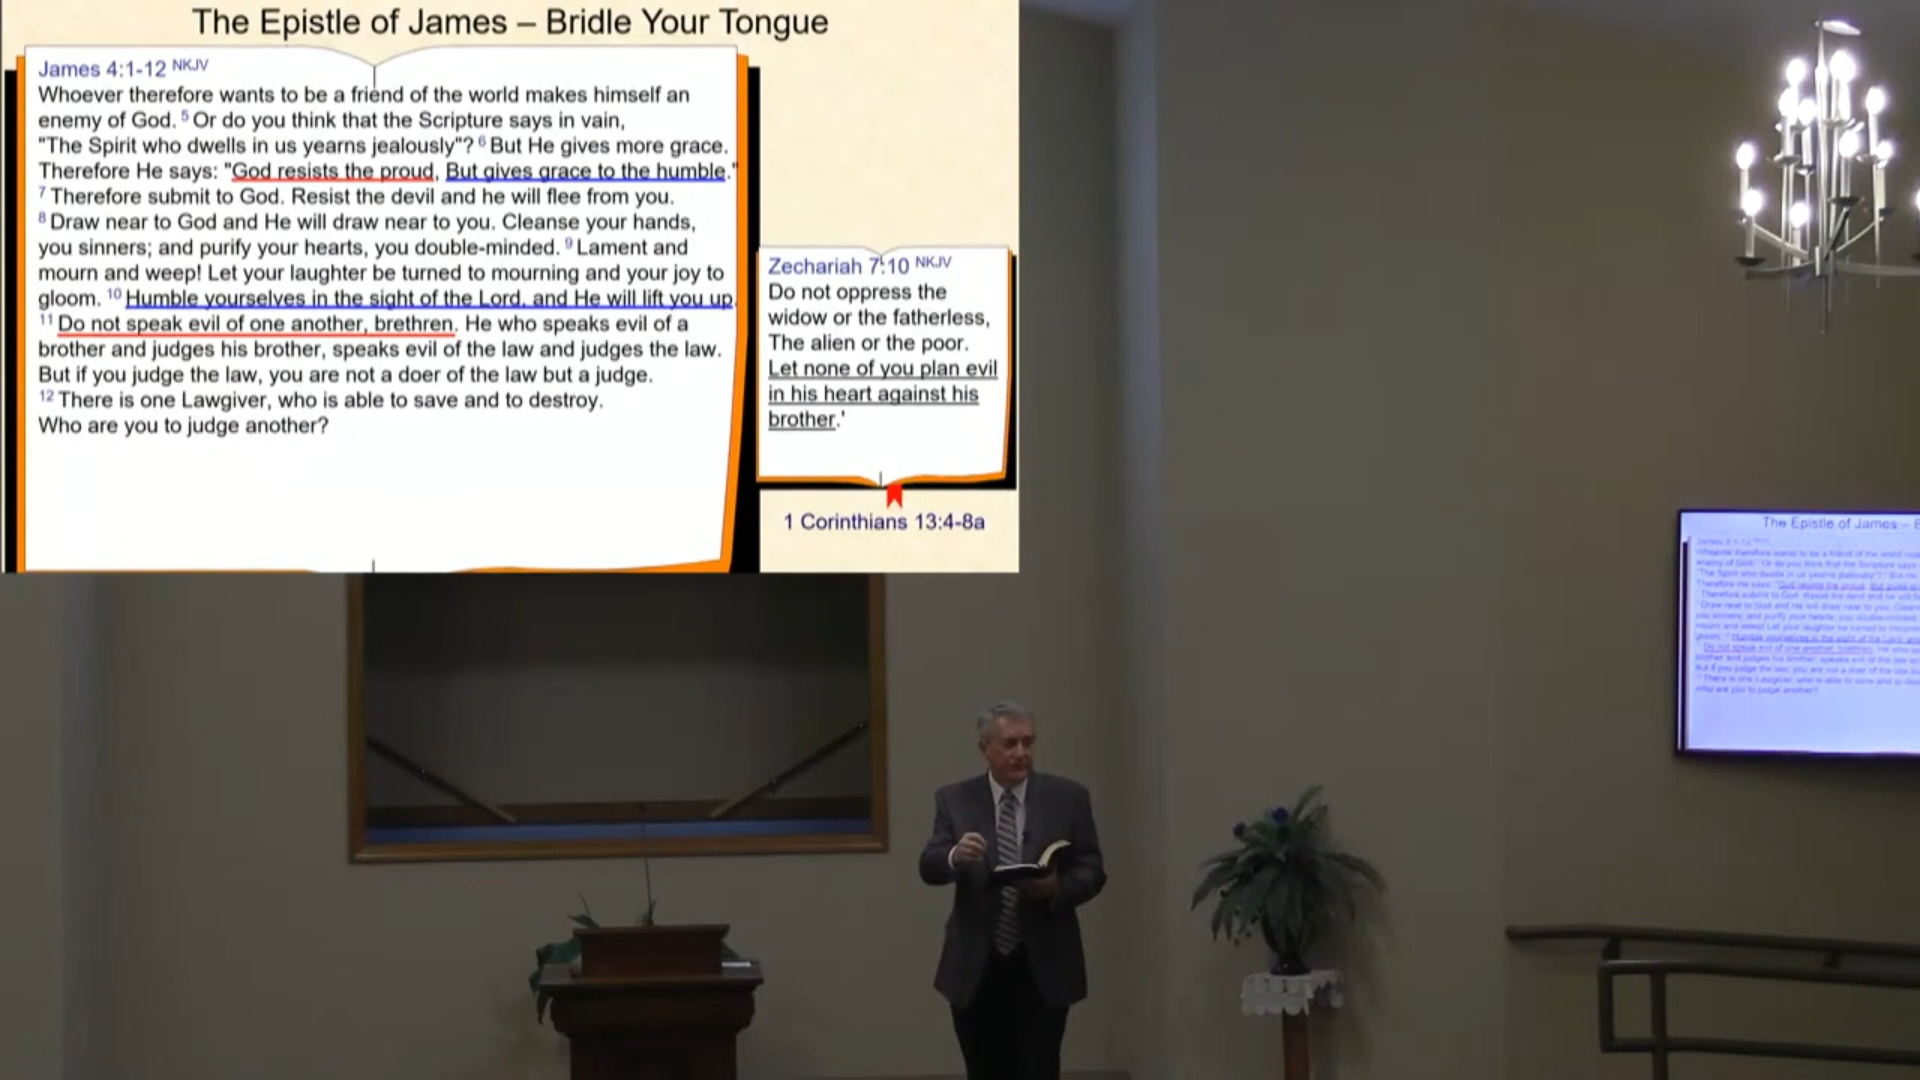 The Epistle of James – Bridle Your Tongue
James 4:1-12 NKJV
Whoever therefore wants to be a friend of the world makes himself an
enemy of God. 5 Or do you think that the Scripture says in vain,
"The Spirit who dwells in us yearns jealously"? 6 But He gives more grace.
Therefore He says: "God resists the proud, But gives grace to the humble."
7 Therefore submit to God. Resist the devil and he will flee from you.
8 Draw near to God and He will draw near to you. Cleanse your hands,
you sinners; and purify your hearts, you double-minded. 9 Lament and
mourn and weep! Let your laughter be turned to mourning and your joy to
gloom. 10 Humble yourselves in the sight of the Lord, and He will lift you up.
11 Do not speak evil of one another, brethren. He who speaks evil of a
brother and judges his brother, speaks evil of the law and judges the law.
But if you judge the law, you are not a doer of the law but a judge.
12 There is one Lawgiver, who is able to save and to destroy.
Who are you to judge another?
Zechariah 7:10 NKJV
Do not oppress the
widow or the fatherless,
The alien or the poor.
Let none of you plan evil
in his heart against his
brother.'
1 Corinthians 13:4-8a
The Epistle of James –